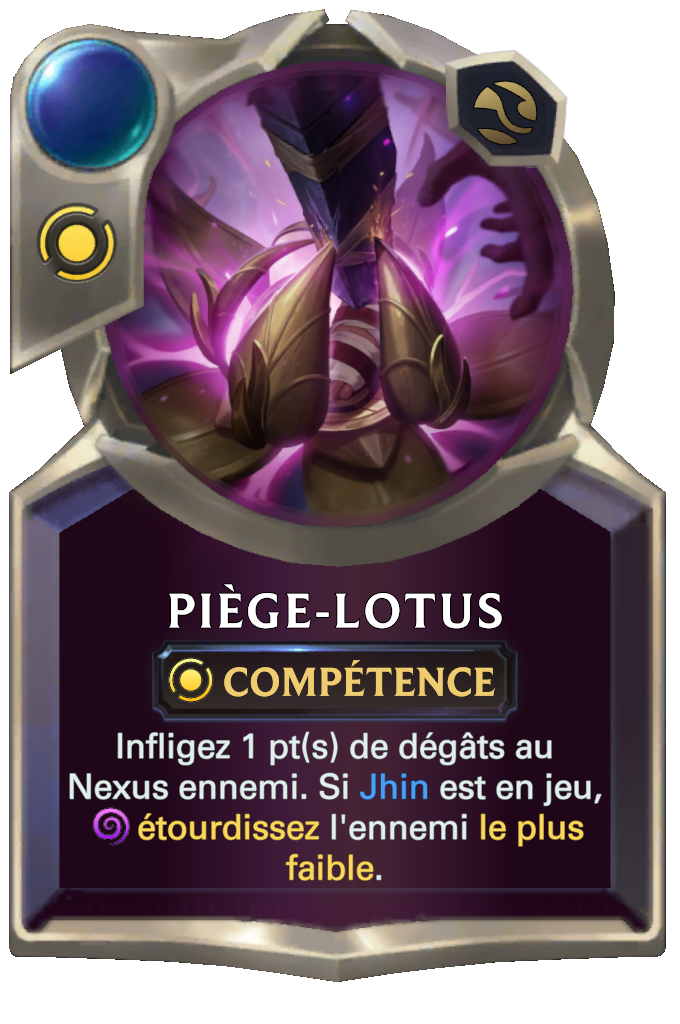 PIÈGE-LOTUS
COMPÉTENCE
Infligez 1 pt(s) de dégâts au
Nexus ennemi. Si Jhin est en jeu,
étourdissez l'ennemi le plus
faible.